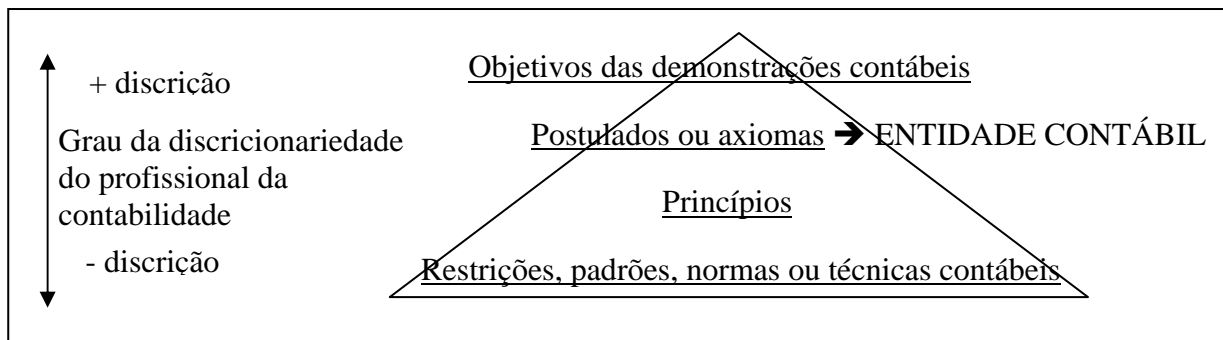 + discrição
Grau da discricionariedade
do profissional da
contabilidade
- discrição
Objetivos das demonstrações contábeis
Postulados ou axiomas ➔ ENTIDADE CONTÁBIL
Princípios
Restrições, padrões, normas ou técnicas contábeis